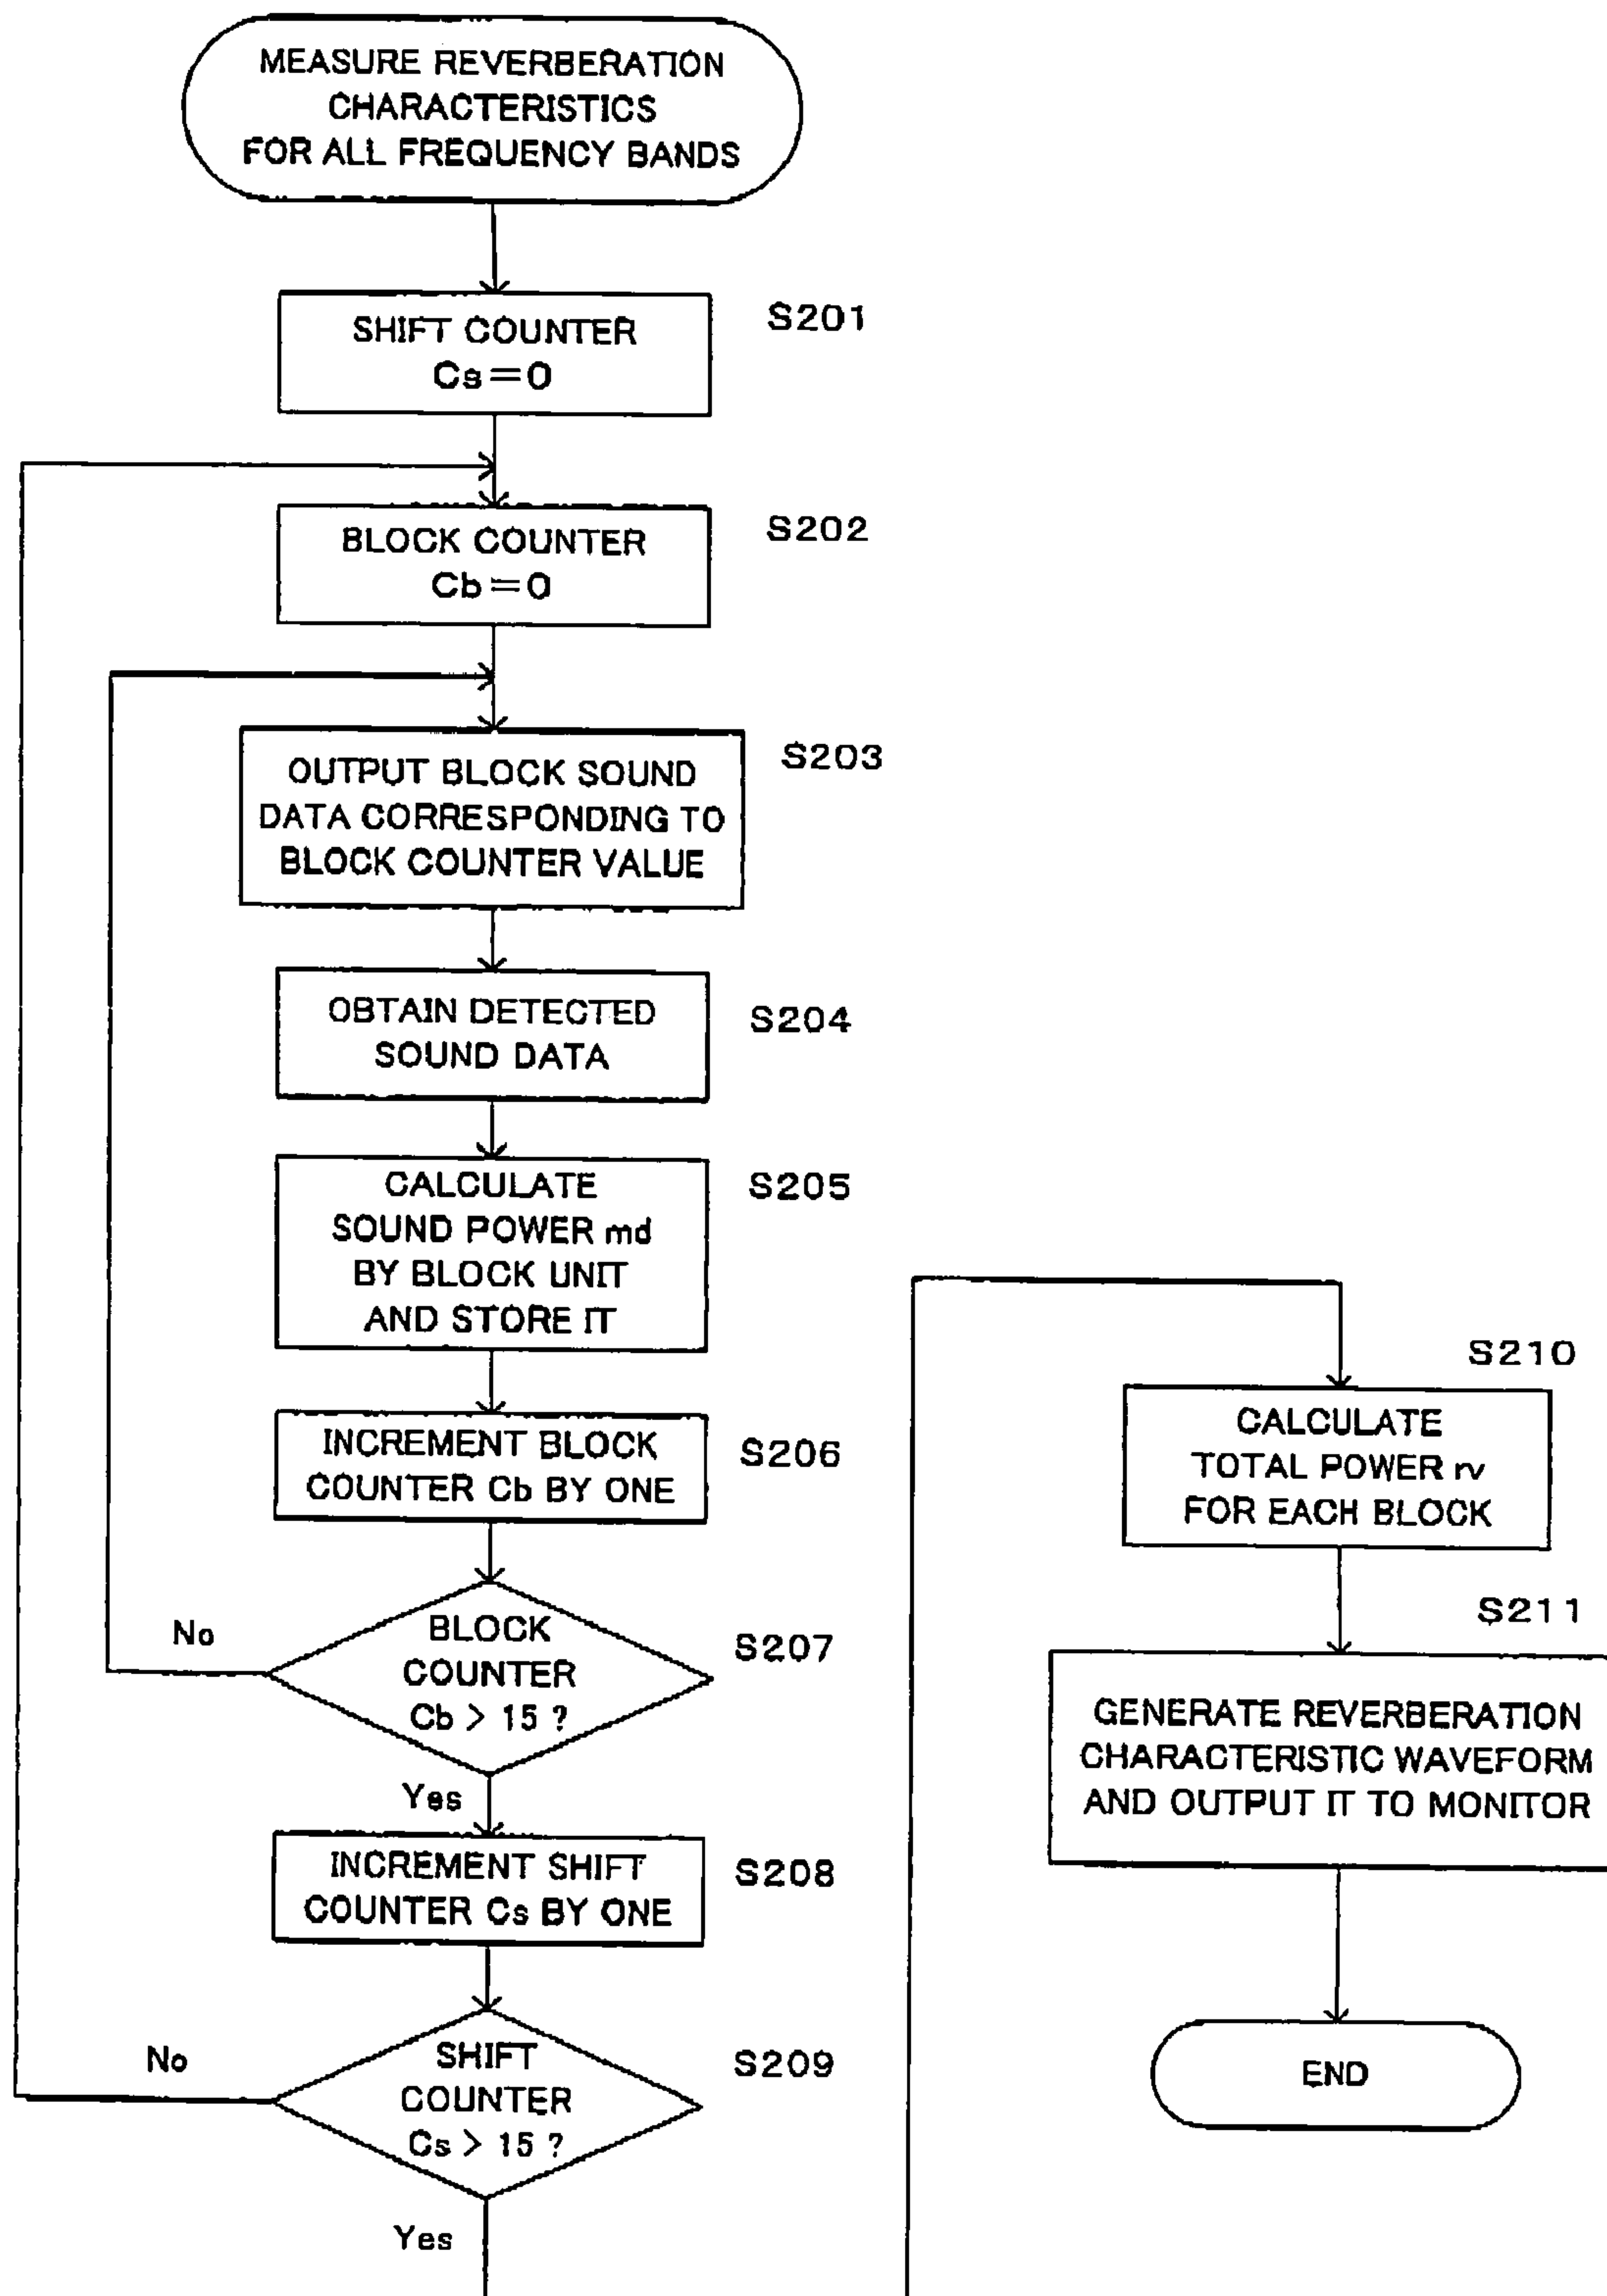 MEASURE REVERBERATION
CHARACTERISTICS
FOR ALL FREQUENCY BANDS
SHIFT COUNTER
Cs=0
S201
BLOCK COUNTER
Cb=0
S202
OUTPUT BLOCK SOUND
DATA CORRESPONDING TO
BLOCK COUNTER VALUE
S203
OBTAIN DETECTED
SOUND DATA
S204
CALCULATE
SOUND POWER md
BY BLOCK UNIT
AND STORE IT
S205
INCREMENT BLOCK
COUNTER Cb BY ONE
S206
BLOCK
COUNTER
Cb > 15 ?
S207
No
Yes
INCREMENT SHIFT
COUNTER Cs BY ONE
S208
SHIFT
COUNTER
Cs > 15 ?
S209
No
Yes
S210
CALCULATE
TOTAL POWER rv
FOR EACH BLOCK
S211
GENERATE REVERBERATION
CHARACTERISTIC WAVEFORM
AND OUTPUT IT TO MONITOR
END